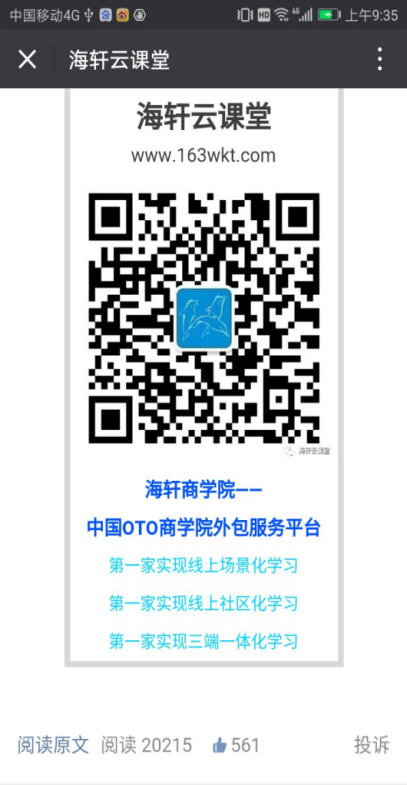 中国移动4G HD 4G 上午9:35
海轩云课堂
海轩云课堂
www.163wkt.com
海轩云课堂
海轩商学院——
中国OTO商学院外包服务平台
第一家实现线上场景化学习
第一家实现线上社区化学习
第一家实现三端一体化学习
阅读原文 阅读 20215 561 投诉